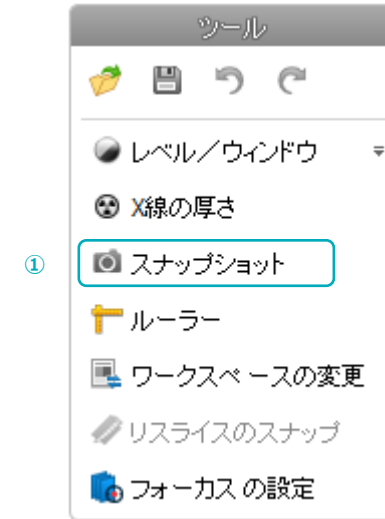 ツール
レベル／ウィンドウ
X線の厚さ
① スナップショット
ルーラー
ワークスペースの変更
リスライスのスナップ
フォーカスの設定